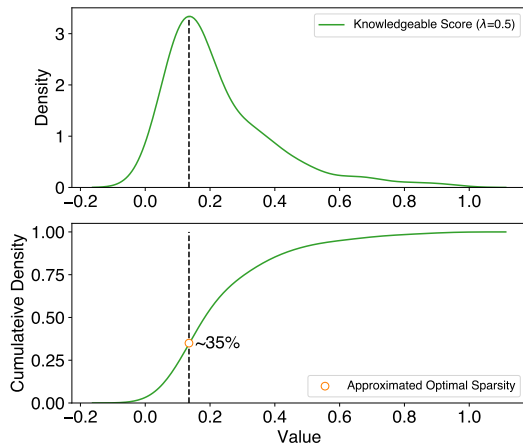 Knowledgeable Score (λ=0.5)
Density
3
2
1
0
−0.2 0.0 0.2 0.4 0.6 0.8 1.0
Cumulateive Density
1.00
0.75
0.50
0.25
0.00
~35%
Approximated Optimal Sparsity
−0.2 0.0 0.2 0.4 0.6 0.8 1.0
Value